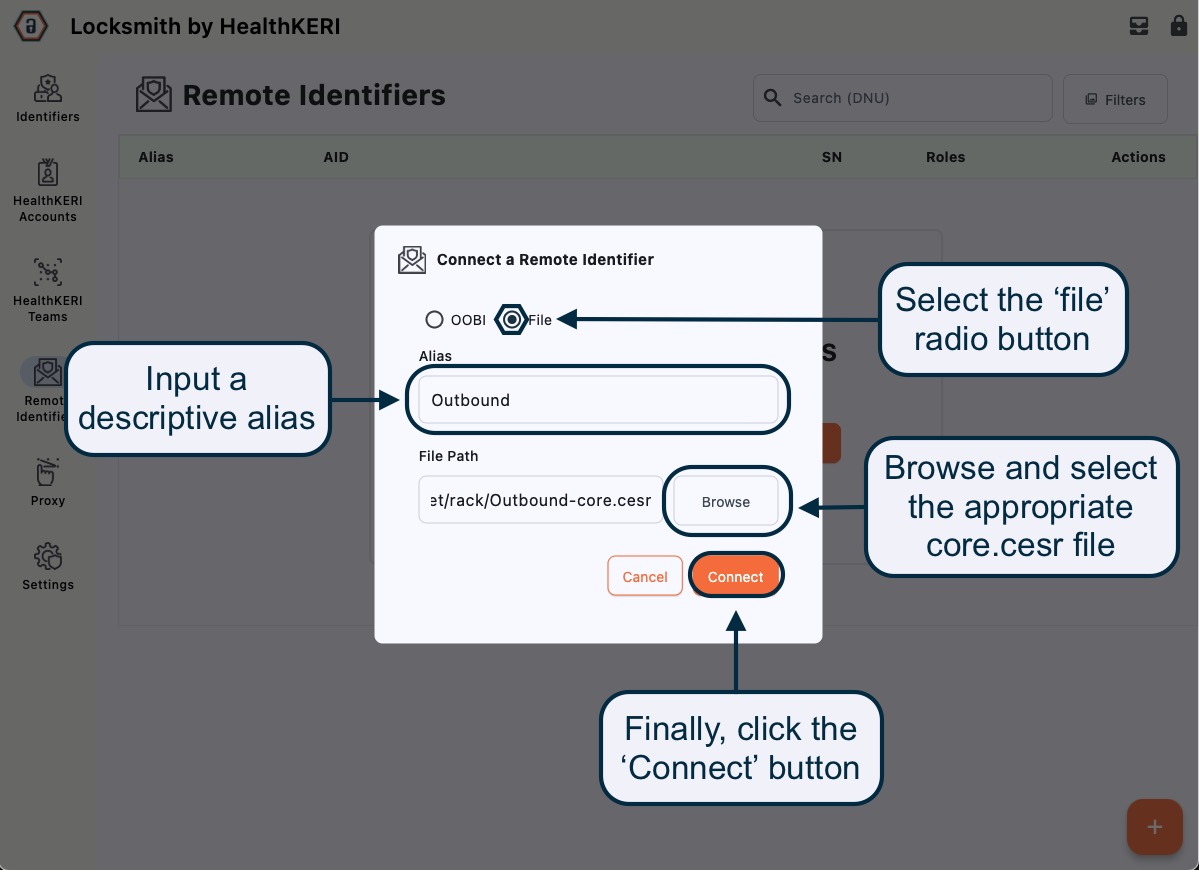 Locksmith by HealthKERI
Identifiers
HealthKERI
Accounts
HealthKERI
Teams
Proxy
Settings
Remote Identifiers
Search (DNU)
Filters
Alias
AID
SN
Roles
Actions
Connect a Remote Identifier
OOBI
File
Select the ‘file’
radio button
Alias
Input a
descriptive alias
Outbound
File Path
et/rack/Outbound-core.cesr
Browse
Browse and select
the appropriate
core.cesr file
Cancel
Connect
Finally, click the
‘Connect’ button
+